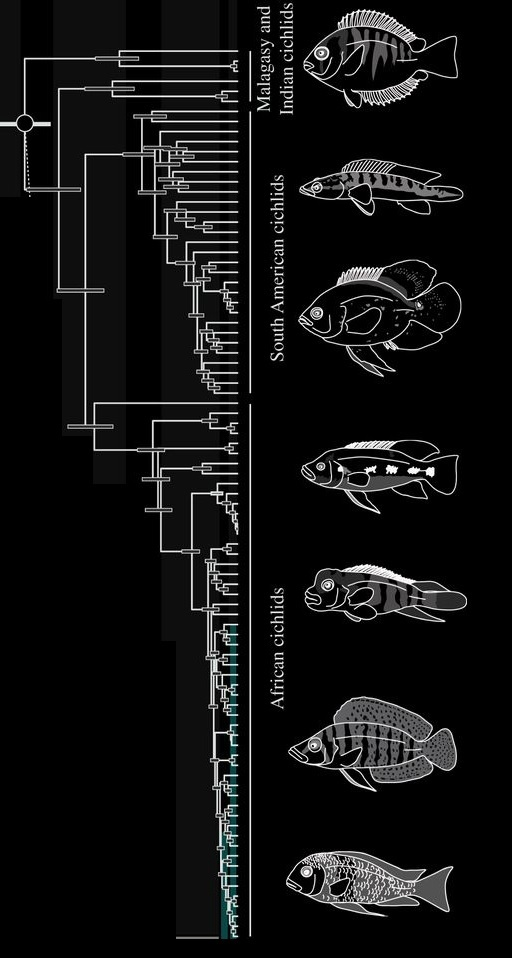 Malagasy and
Indian cichlids
South American cichlids
African cichlids